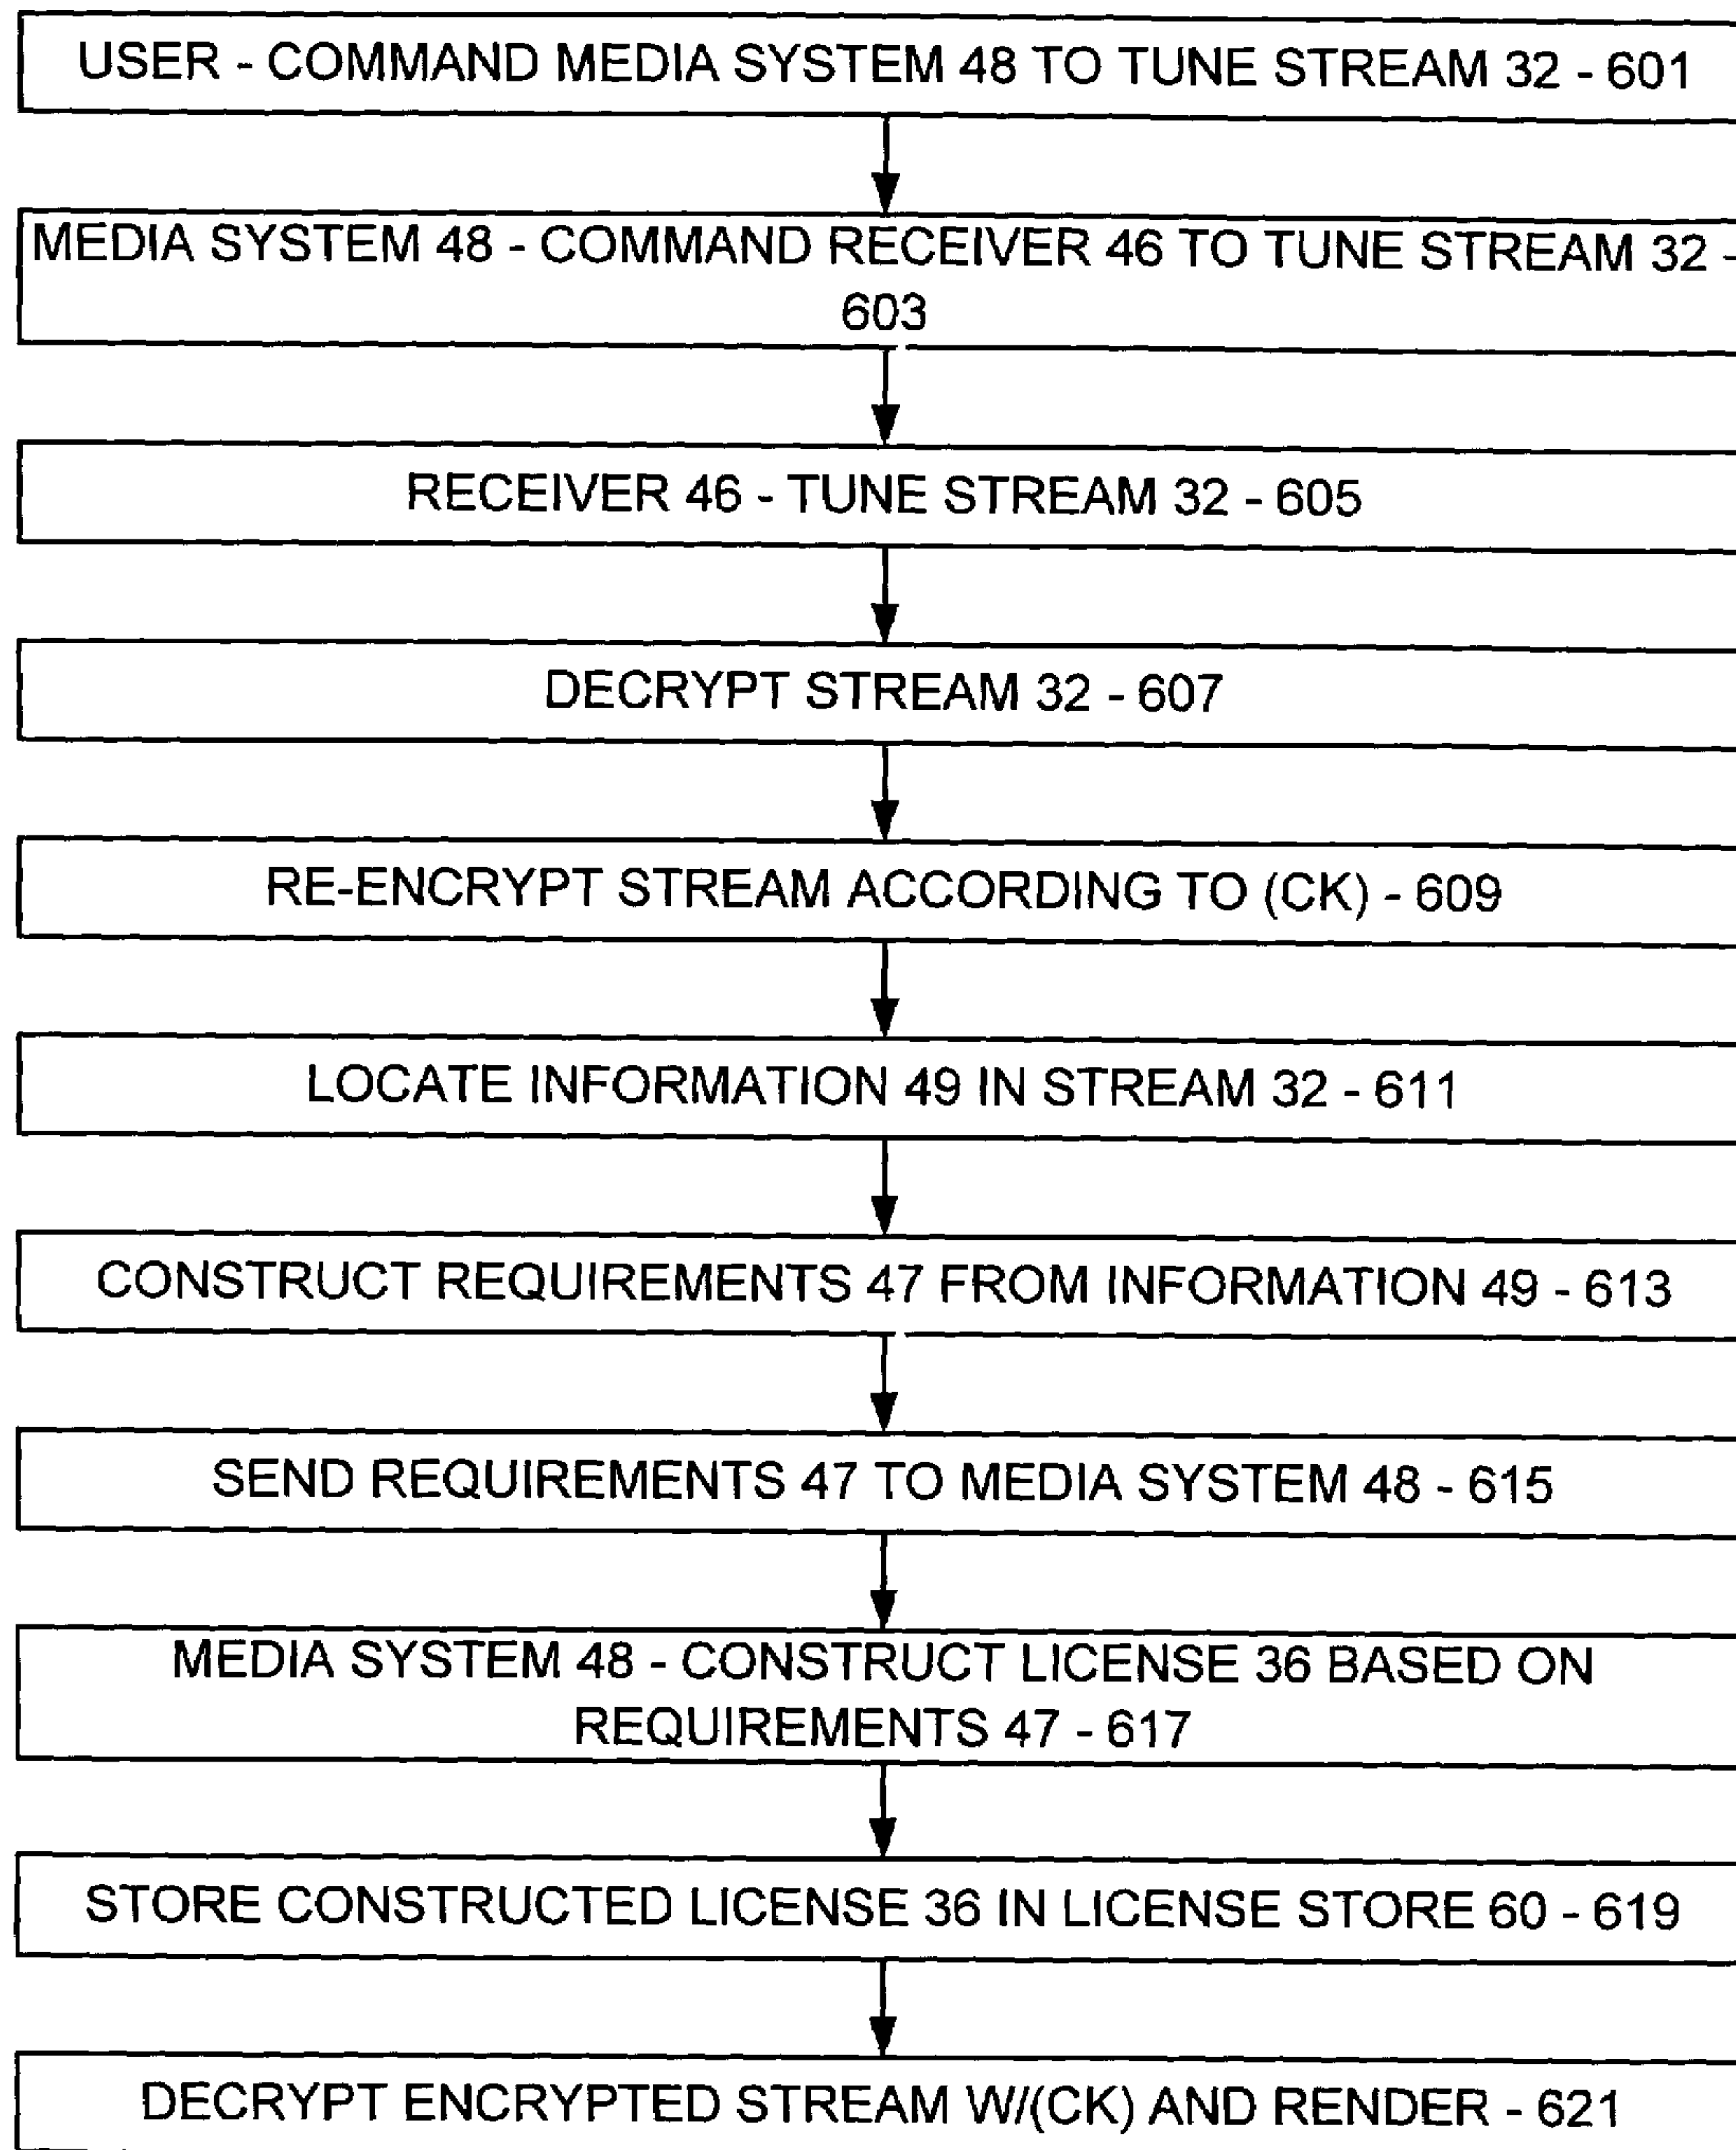 USER - COMMAND MEDIA SYSTEM 48 TO TUNE STREAM 32 - 601
MEDIA SYSTEM 48 - COMMAND RECEIVER 46 TO TUNE STREAM 32 -
603
RECEIVER 46 - TUNE STREAM 32 - 605
DECRYPT STREAM 32 - 607
RE-ENCRYPT STREAM ACCORDING TO (CK) - 609
LOCATE INFORMATION 49 IN STREAM 32 - 611
CONSTRUCT REQUIREMENTS 47 FROM INFORMATION 49 - 613
SEND REQUIREMENTS 47 TO MEDIA SYSTEM 48 - 615
MEDIA SYSTEM 48 - CONSTRUCT LICENSE 36 BASED ON
REQUIREMENTS 47 - 617
STORE CONSTRUCTED LICENSE 36 IN LICENSE STORE 60 - 619
DECRYPT ENCRYPTED STREAM W/(CK) AND RENDER - 621